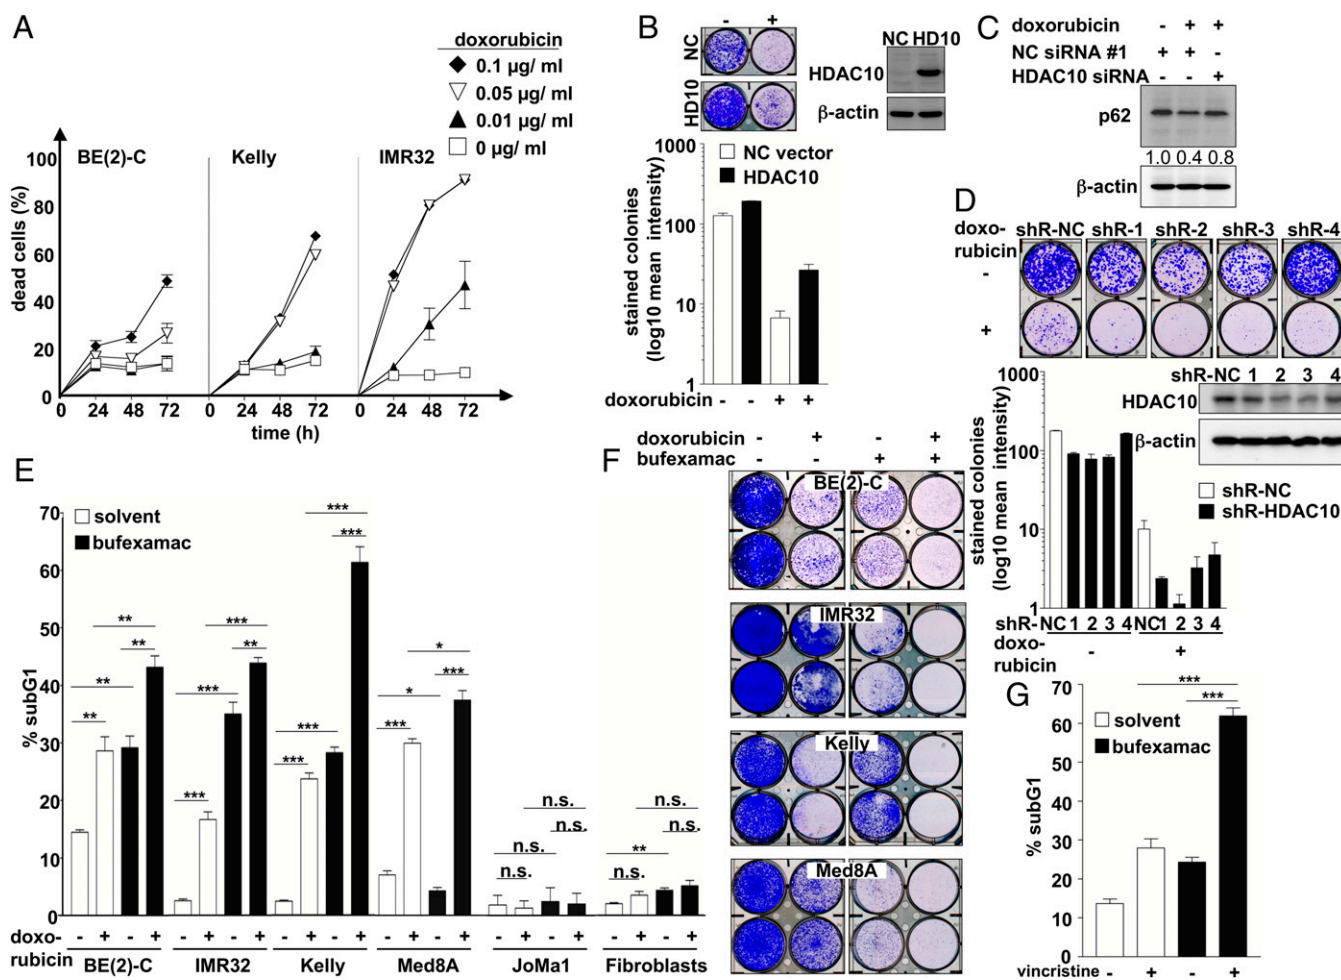 A
doxorubicin
0.1 µg/ ml
0.05 µg/ ml
0.01 µg/ ml
0 µg/ ml
BE(2)-C
Kelly
IMR32
dead cells (%)
100
80
60
40
20
0
0 24 48 72
0 24 48 72
0 24 48 72
time (h)
B
- +
NC
HD10
NC HD10
HDAC10
β-actin
NC vector
HDAC10
stained colonies
(log10 mean intensity)
1000
100
10
1
doxorubicin - - + +
C
doxorubicin - + +
NC siRNA #1 + + -
HDAC10 siRNA - - +
p62
1.0 0.4 0.8
β-actin
D
doxo-
rubicin
shR-NC shR-1 shR-2 shR-3 shR-4
-
+
shR-NC 1 2 3 4
HDAC10
β-actin
stained colonies
(log10 mean intensity)
1000
100
10
1
shR-NC
shR-HDAC10
shR-NC 1 2 3 4 NC 1 2 3 4
doxo-
rubicin
- +
E
% subG1
70
60
50
40
30
20
10
0
solvent
bufexamac
** ** ** **
*** *** ** ***
*** *** *** ***
*** * *** *
n.s. n.s. n.s. n.s.
n.s. ** n.s. n.s.
doxo-
rubicin
- + - + - + - + - + - + - + - + - + - + - + - +
BE(2)-C IMR32 Kelly Med8A JoMa1 Fibroblasts
F
doxorubicin - + - +
bufexamac - - + +
BE(2)-C
IMR32
Kelly
Med8A
G
% subG1
70
60
50
40
30
20
10
0
solvent
bufexamac
***
***
vincristine - + - +